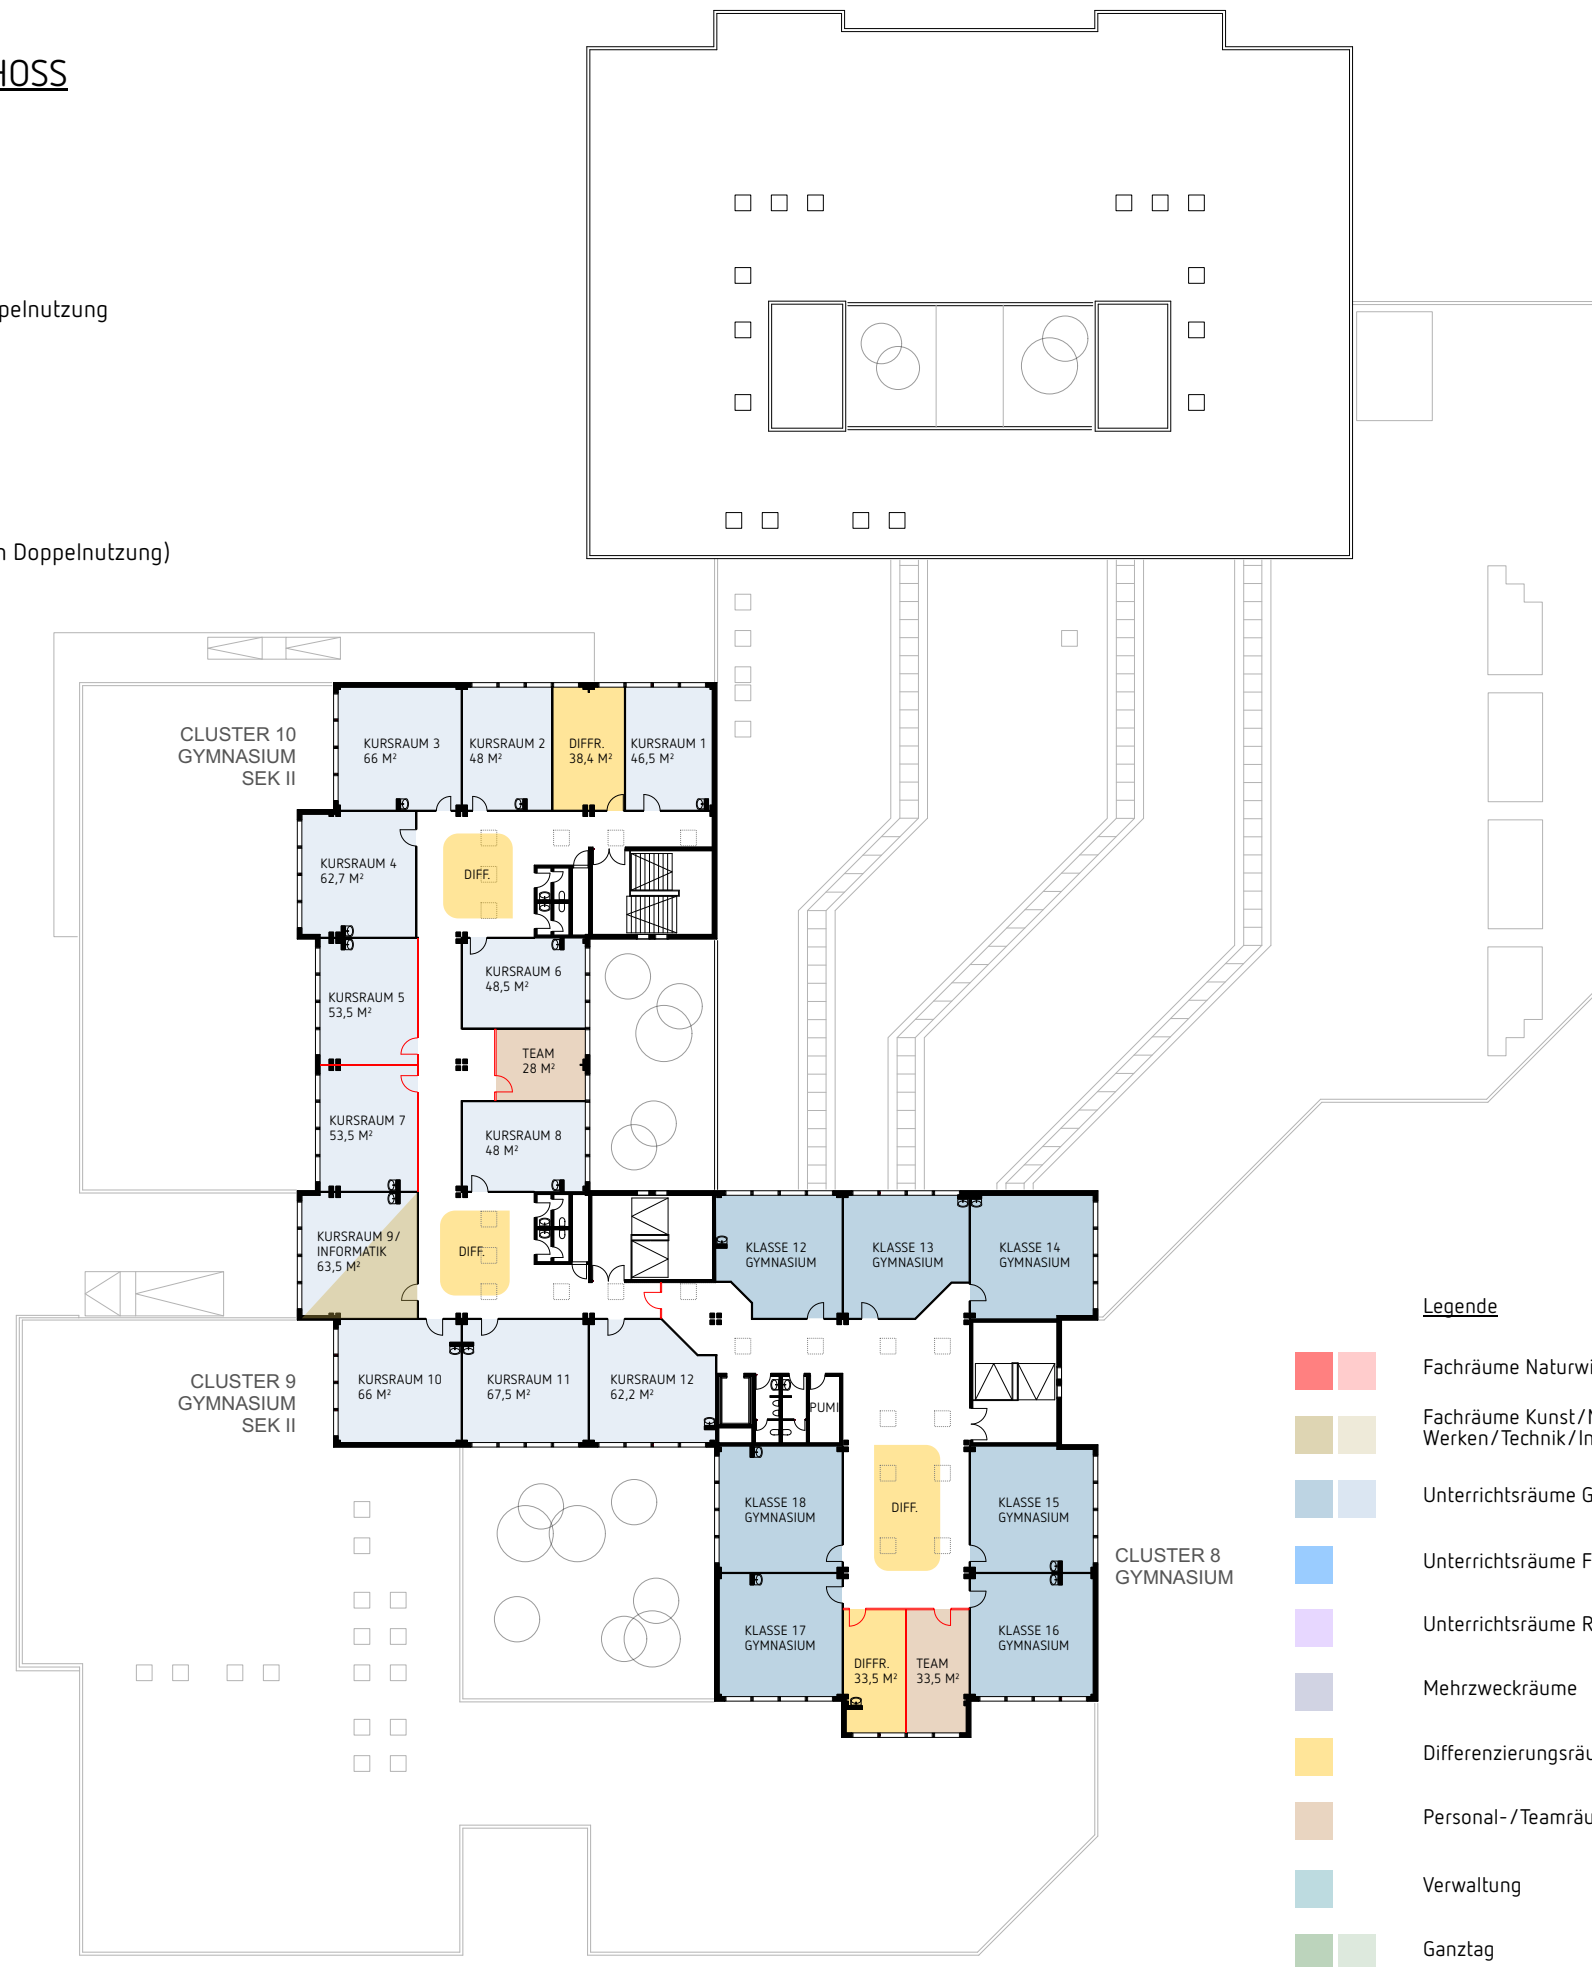 HOSS
pelnutzung
n Doppelnutzung)
CLUSTER 10
GYMNASIUM
SEK II
KURSRAUM 3
66 M²
KURSRAUM 2
48 M²
DIFFR.
38,4 M²
KURSRAUM 1
46,5 M²
KURSRAUM 4
62,7 M²
DIFF.
KURSRAUM 5
53,5 M²
KURSRAUM 6
48,5 M²
TEAM
28 M²
KURSRAUM 7
53,5 M²
KURSRAUM 8
48 M²
KURSRAUM 9/
INFORMATIK
63,5 M²
DIFF.
KLASSE 12
GYMNASIUM
KLASSE 13
GYMNASIUM
KLASSE 14
GYMNASIUM
CLUSTER 9
GYMNASIUM
SEK II
KURSRAUM 10
66 M²
KURSRAUM 11
67,5 M²
KURSRAUM 12
62,2 M²
PUMI
KLASSE 18
GYMNASIUM
DIFF.
KLASSE 15
GYMNASIUM
CLUSTER 8
GYMNASIUM
KLASSE 17
GYMNASIUM
DIFFR.
33,5 M²
TEAM
33,5 M²
KLASSE 16
GYMNASIUM
Legende
Fachräume Naturwi
Fachräume Kunst/
Werken/Technik/In
Unterrichtsräume G
Unterrichtsräume F
Unterrichtsräume R
Mehrzweckräume
Differenzierungsräu
Personal-/Teamräu
Verwaltung
Ganztag